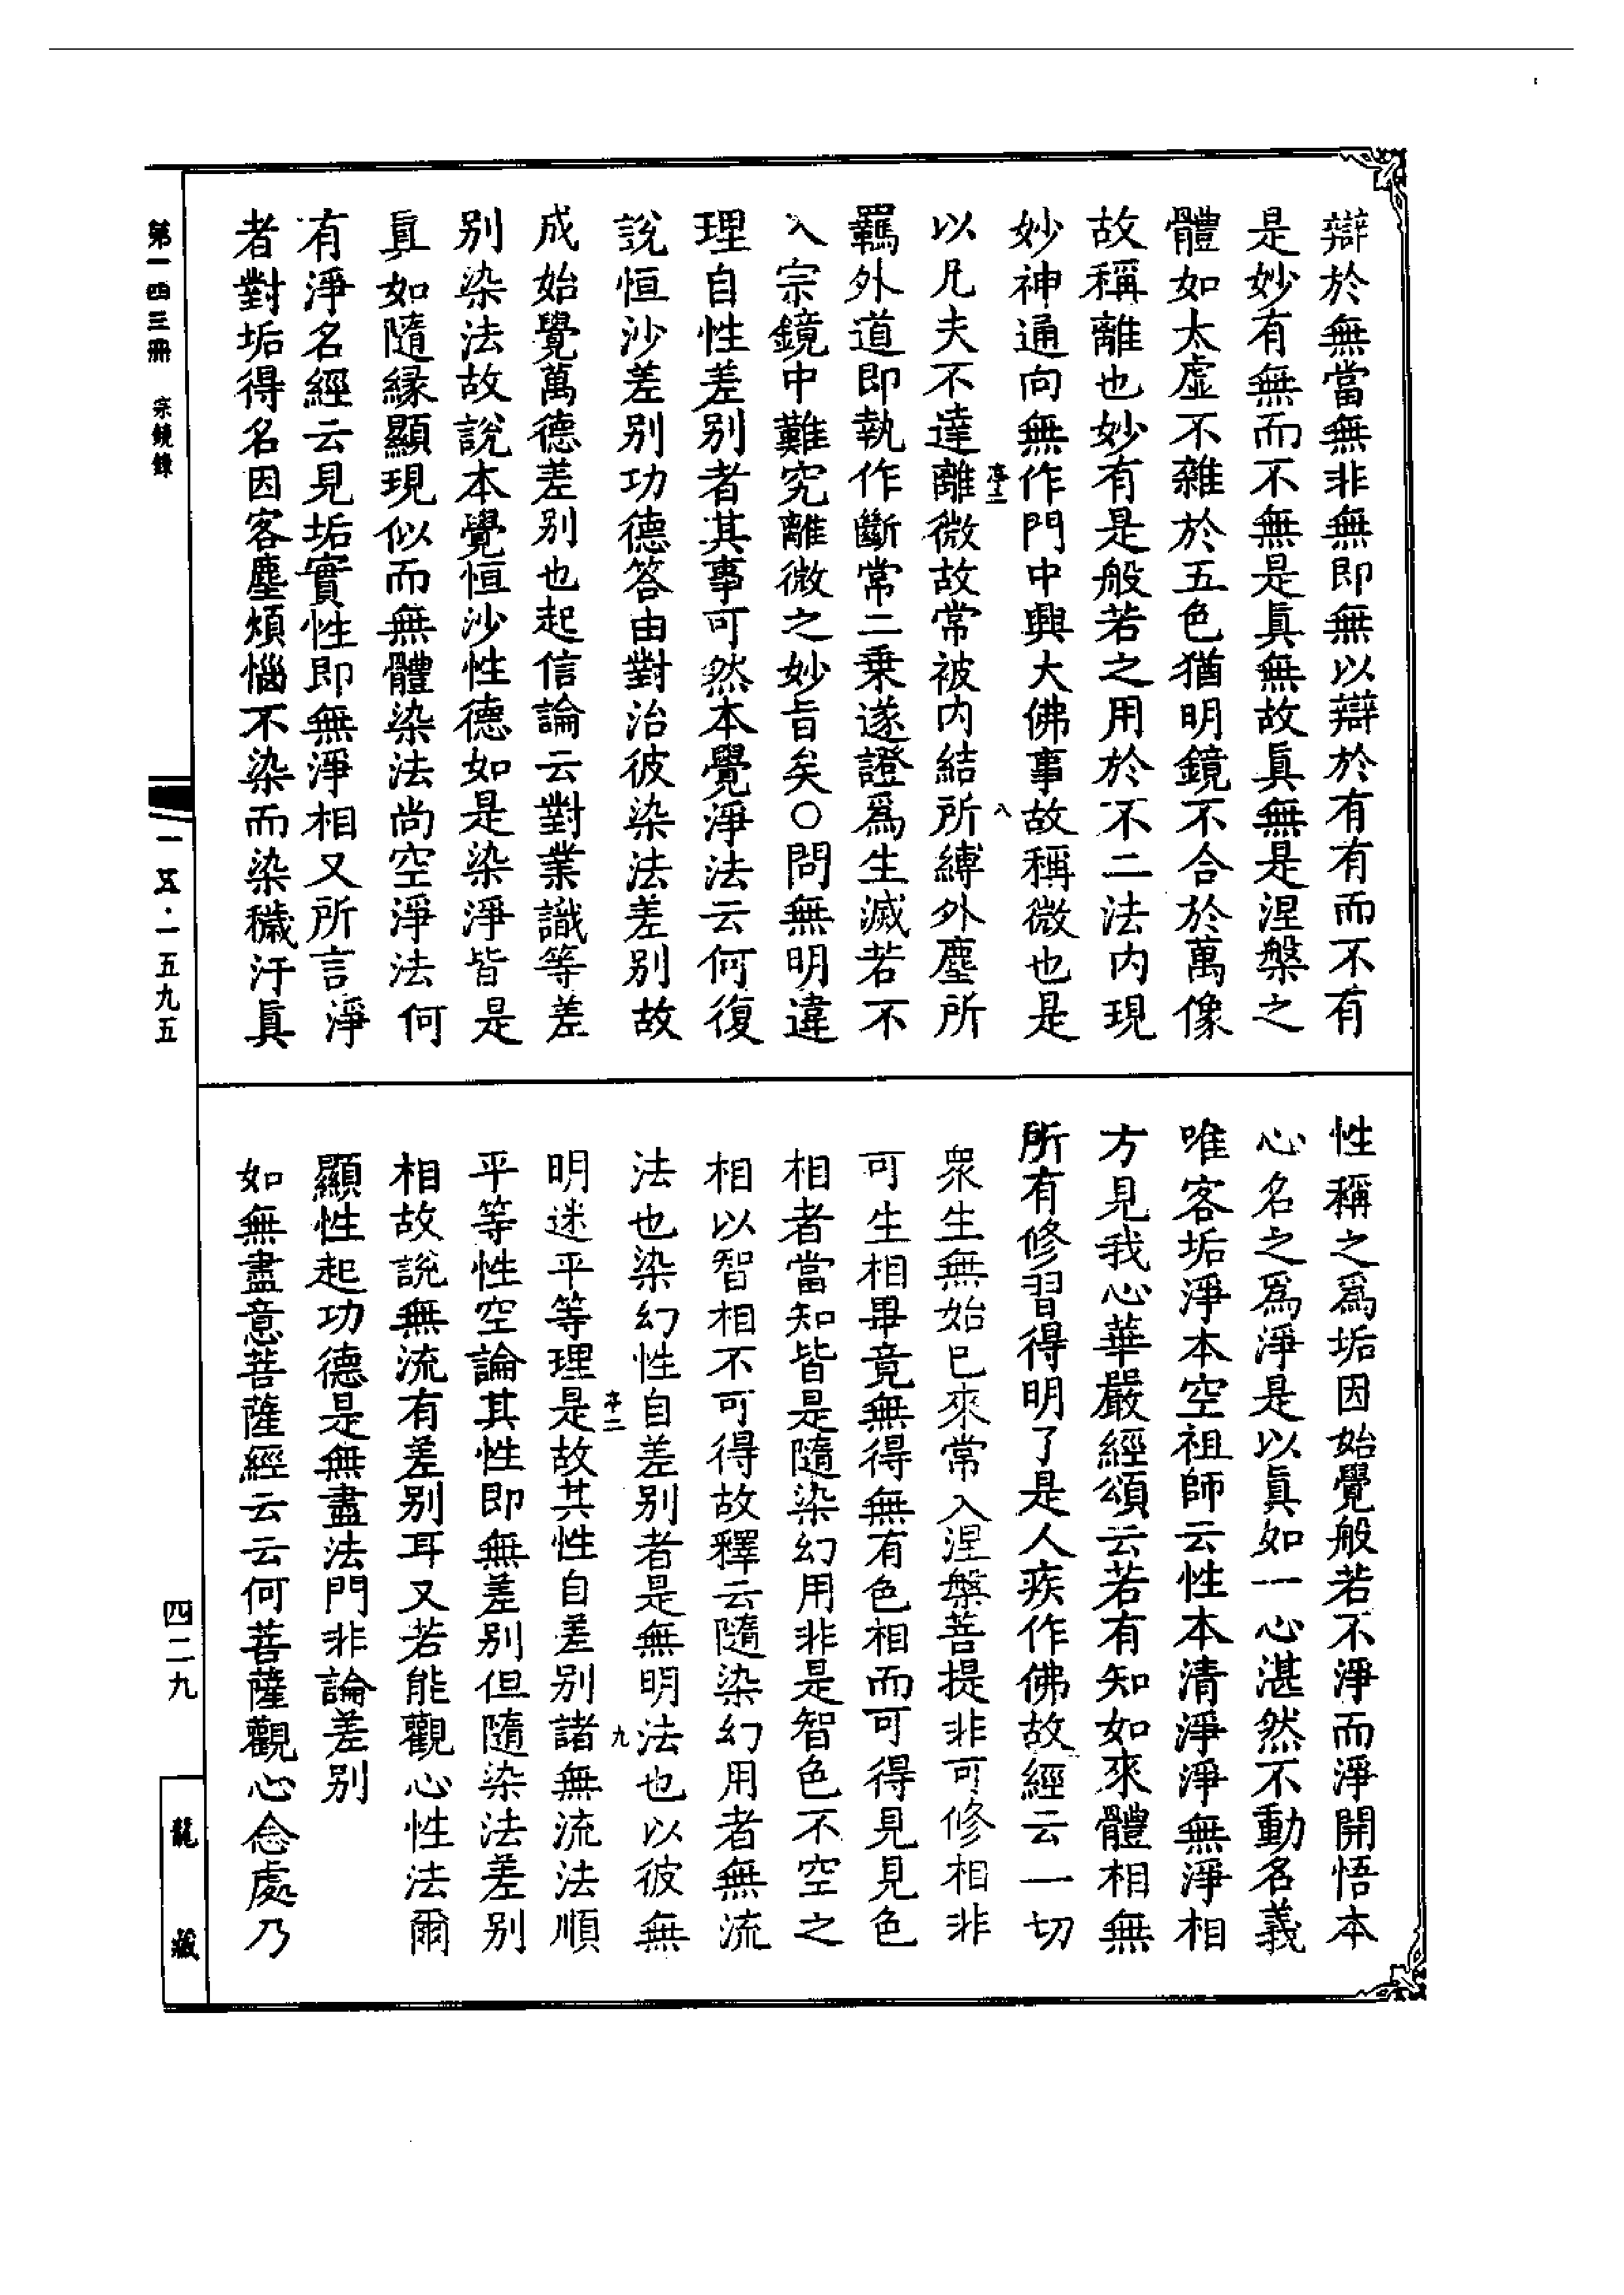 辯於無當無非無即無以辯於有有而不有
是妙有無而不無是眞無故眞無是涅槃之
體如太虛不雜於五色猶明鏡不合於萬像
故稱離也妙有是般若之用於不二法內現
妙神通向無作門中興大佛事故稱微也是
以凡夫不達離微故常被內結所縛外塵所
羈外道即執作斷常二乗遂證爲生滅若不
入宗鏡中難究離微之妙旨矣○問無明違
理自性差別者其事可然本覺淨法云何復
說恒沙差別功德答由對治彼染法差別故
成始覺萬德差別也起信論云對業識等差
別染法故說本覺恒沙性德如是染淨皆是
眞如隨縁顯現似而無體染法尚空淨法何
有淨名經云見垢實性即無淨相又所言淨
者對垢得名因客塵煩惱不染而染穢汙眞
性稱之爲垢因始覺般若不淨而淨開悟本
心名之爲淨是以眞如一心湛然不動名義
唯客垢淨本空祖師云性本清淨淨無淨相
方見我心華嚴經頌云若有知如來體相無
所有修習得明了是人疾作佛故經云一切
衆生無始已來常入涅槃菩提非可修相非
可生相畢竟無得無有色相而可得見見色
相者當知皆是隨染幻用非是智色不空之
相以智相不可得故釋云隨染幻用者無流
法也染幻性自差別者是無明法也以彼無
明迷平等理是故其性自差別諸無流法順
平等性空論其性即無差別但隨染法差別
相故說無流有差別耳又若能觀心性法爾
顯性起功德是無盡法門非論差別
如無盡意菩薩經云云何菩薩觀心念處乃
第一四三冊 宗鏡錄
一五·一五九五
四二九
龍藏
八
九